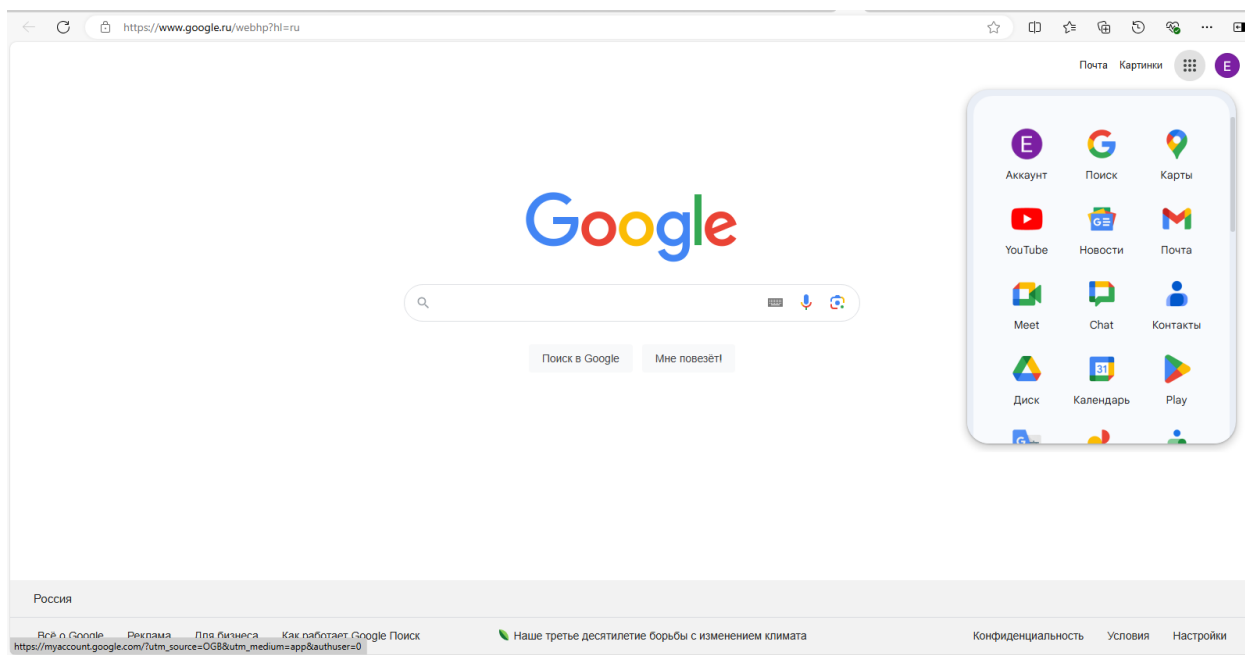 https://www.google.ru/webhp?hl=ru
Почта Картинки E
E
Аккаунт Поиск Карты
YouTube Новости Почта
Meet Chat Контакты
31
Диск Календарь Play
Google
Поиск в Google Мне повезёт!
Россия
Всё о Google Реклама Для бизнеса Как работает Google Поиск Наше третье десятилетие борьбы с изменением климата Конфиденциальность Условия Настройки
https://myaccount.google.com/?utm_source=OGB&utm_medium=app&authuser=0